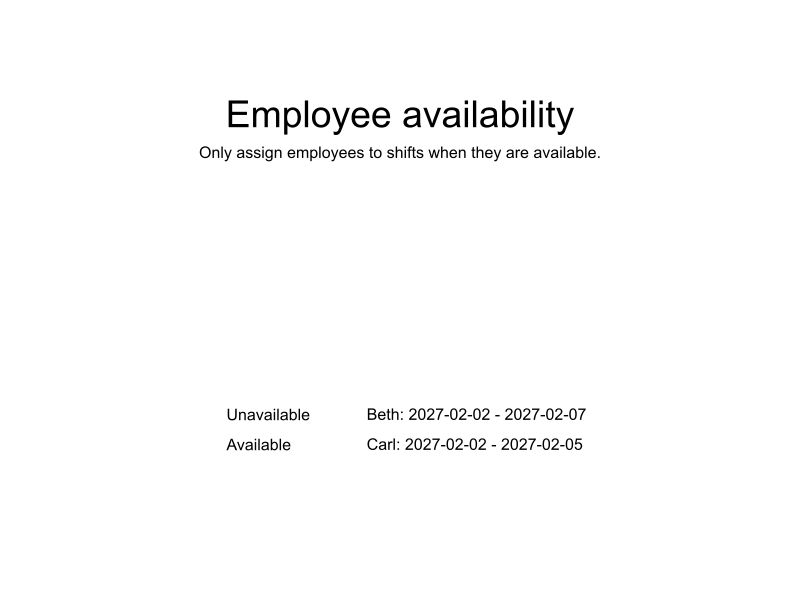 Employee availability
Only assign employees to shifts when they are available.
Unavailable Beth: 2027-02-02 - 2027-02-07
Available Carl: 2027-02-02 - 2027-02-05